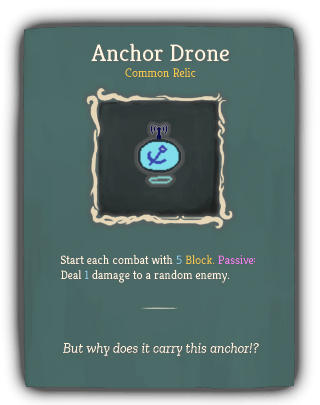 Anchor Drone
Common Relic
Start each combat with 5 Block. Passive:
Deal 1 damage to a random enemy.
But why does it carry this anchor!?